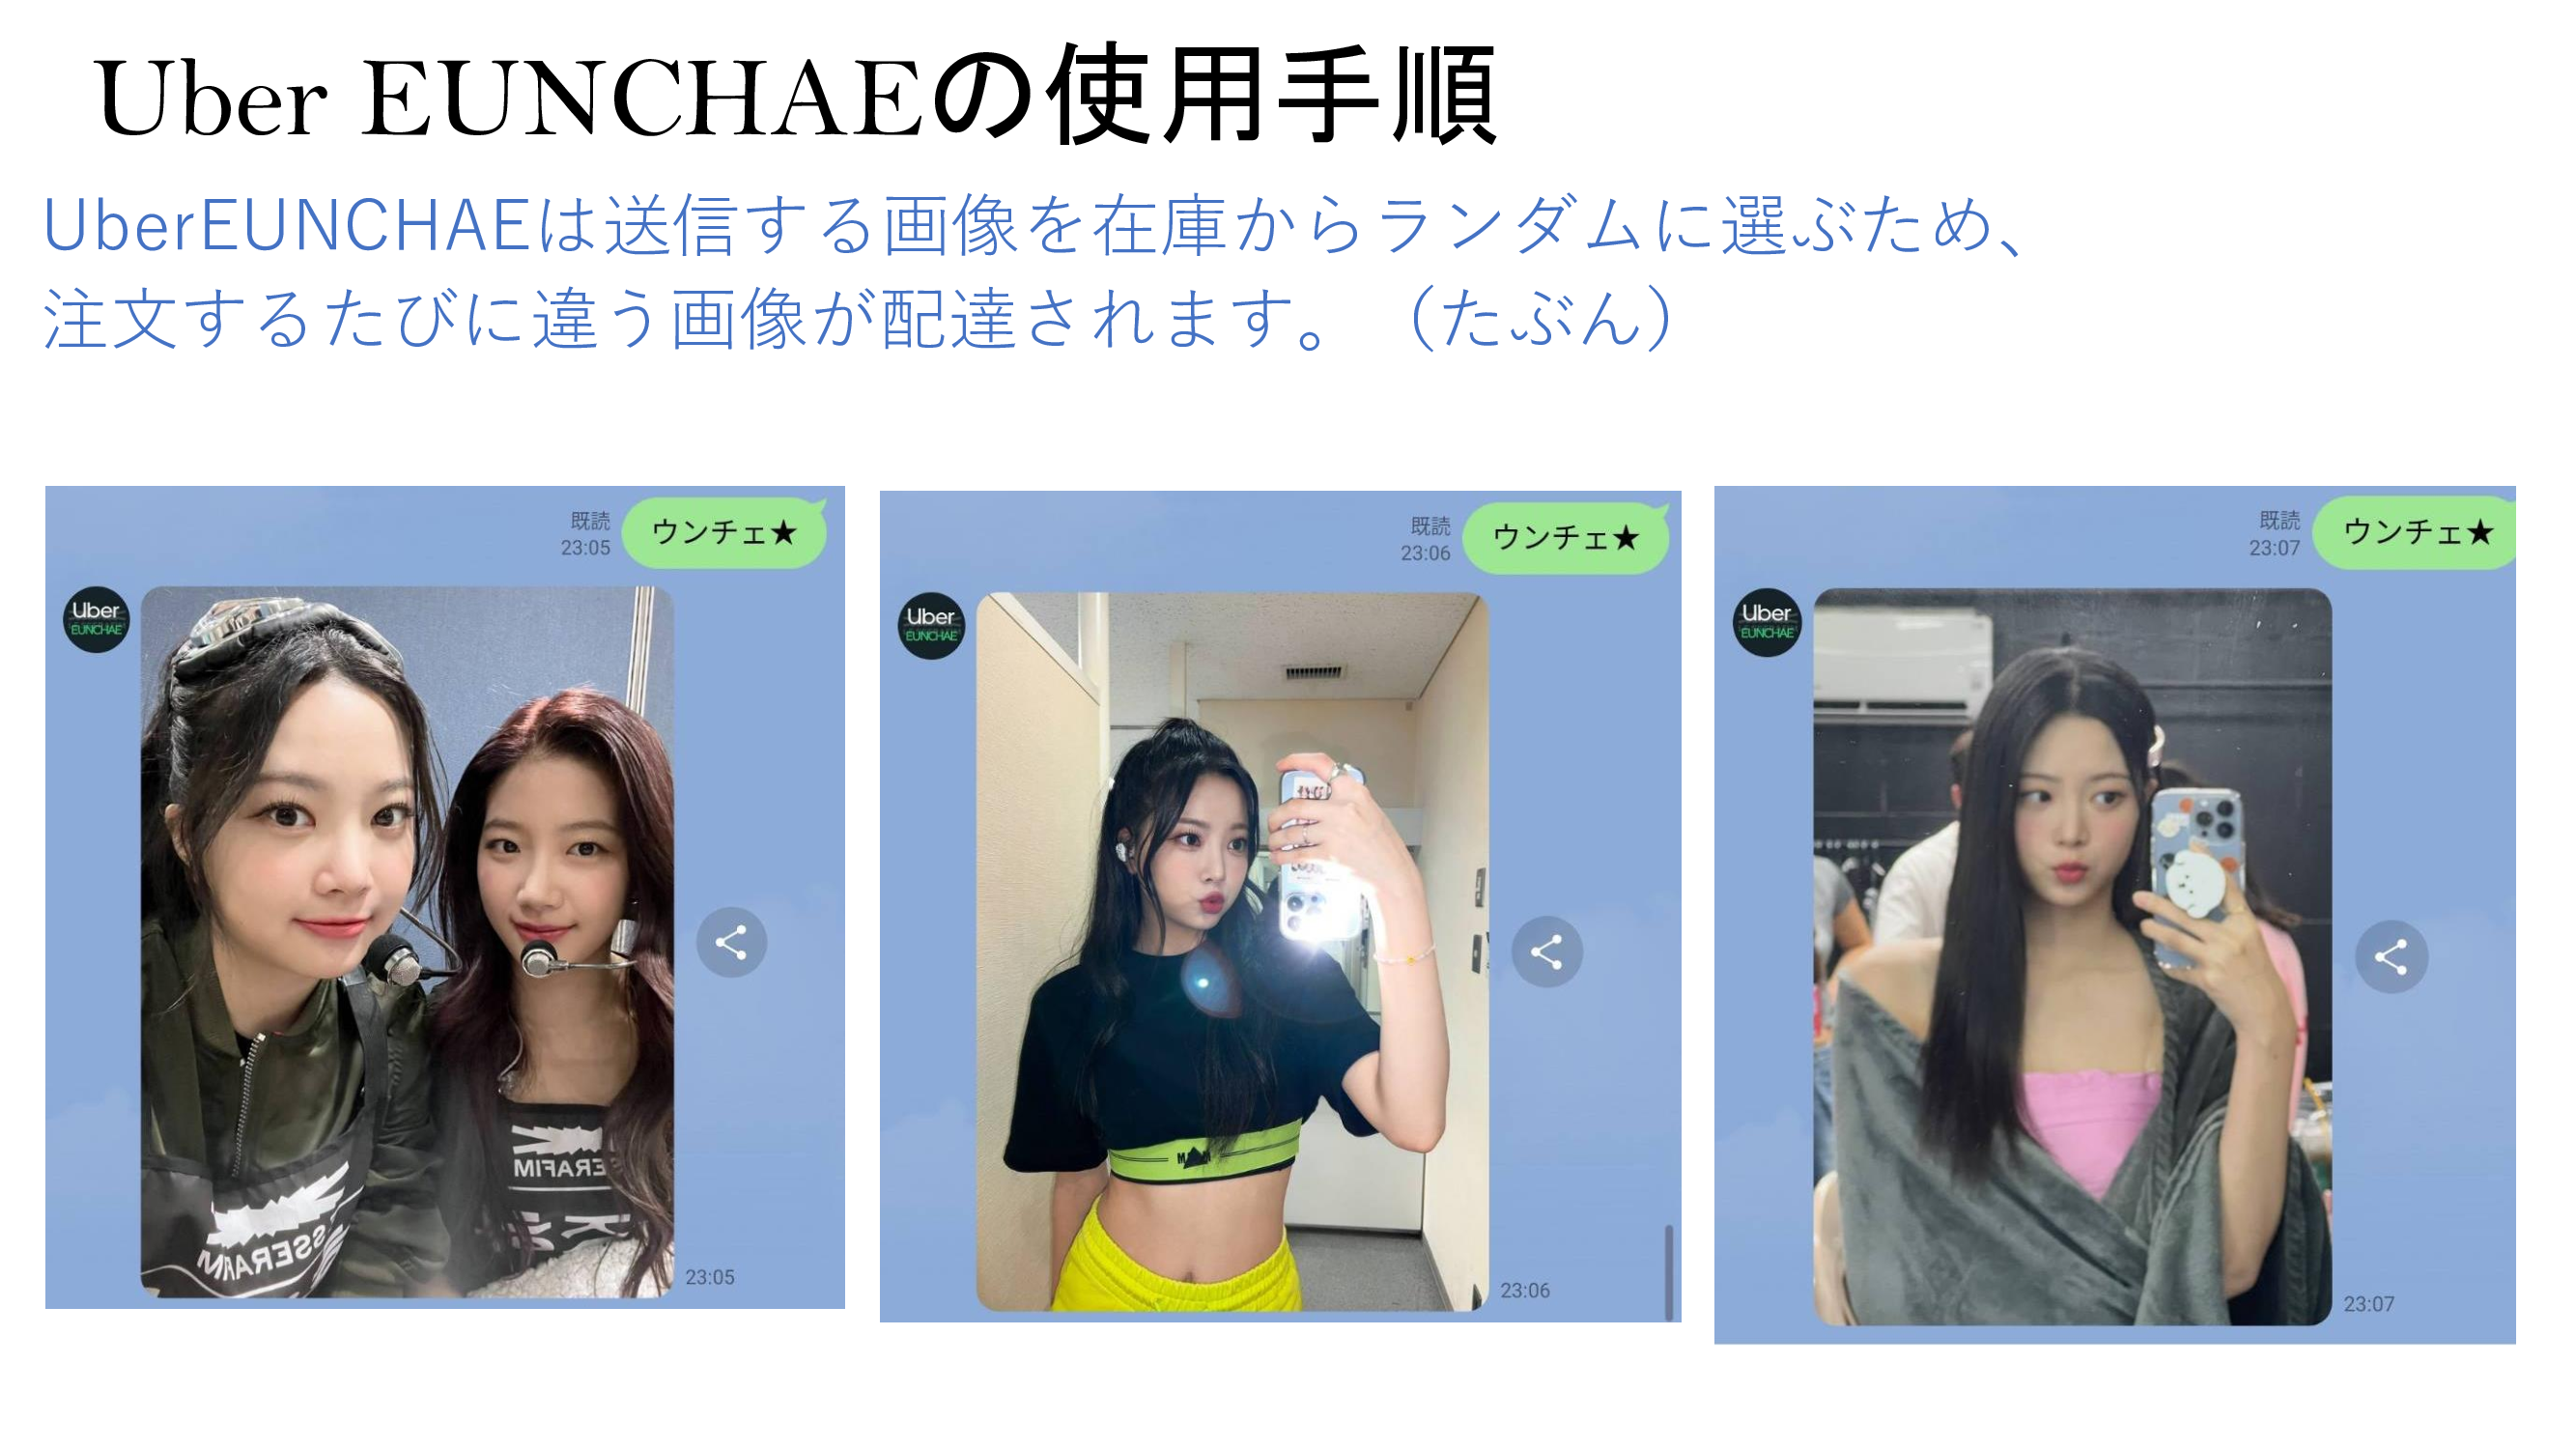 Uber EUNCHAEの使用手順
UberEUNCHAEは送信する画像を在庫からランダムに選ぶため、
注文するたびに違う画像が配達されます。（たぶん）
既読
23:05
ウンチェ★
Uber
EUNCHAE
SSERAFIM
SERAFIM
23:05
既読
23:06
ウンチェ★
Uber
EUNCHAE
23:06
既読
23:07
ウンチェ★
Uber
EUNCHAE
23:07